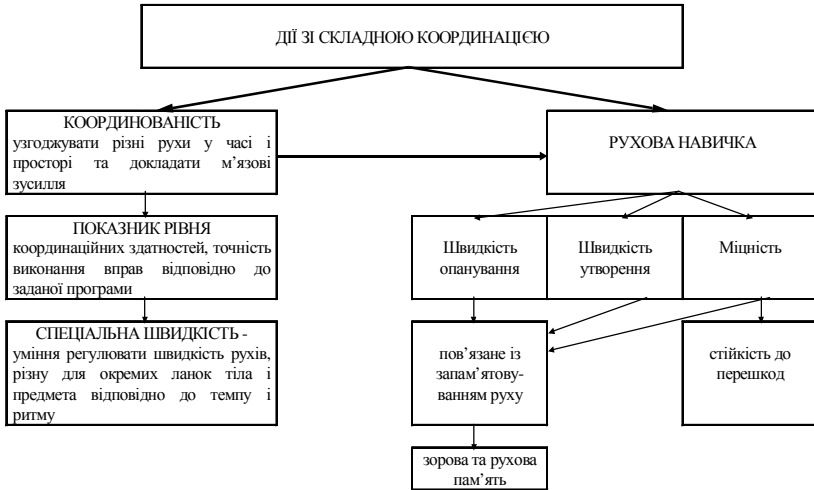 ДІЇ ЗІ СКЛАДНОЮ КООРДИНАЦІЄЮ
КООРДИНОВАНІСТЬ
узгоджувати різні рухи у часі і
просторі та докладати м’язові
зусилля
РУХОВА НАВИЧКА
ПОКАЗНИК РІВНЯ
координаційних здатностей, точність
виконання вправ відповідно до
заданої програми
Швидкість
опанування
Швидкість
утворення
Міцність
СПЕЦІАЛЬНА ШВИДКІСТЬ -
уміння регулювати швидкість рухів,
різну для окремих ланок тіла і
предмета відповідно до темпу і
ритму
пов’язане із
запам’ятову-
ванням руху
стійкість до
перешкод
зорова та рухова
пам’ять